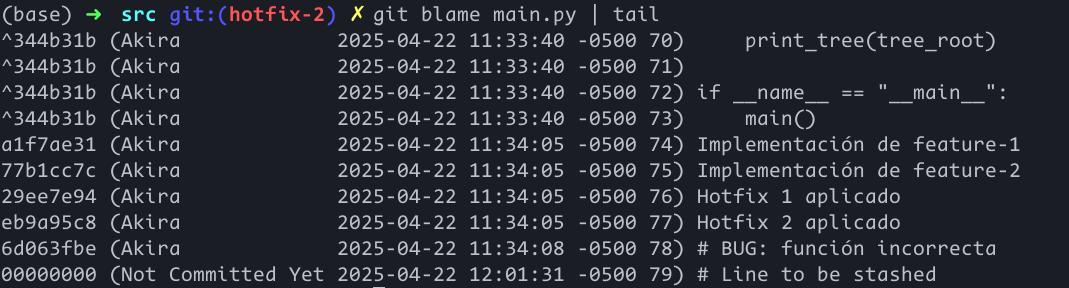 (base) ➜ src git:(hotfix-2) ✗ git blame main.py | tail
^344b31b (Akira             2025-04-22 11:33:40 -0500 70)     print_tree(tree_root)
^344b31b (Akira             2025-04-22 11:33:40 -0500 71)
^344b31b (Akira             2025-04-22 11:33:40 -0500 72) if __name__ == "__main__":
^344b31b (Akira             2025-04-22 11:33:40 -0500 73)     main()
a1f7ae31 (Akira             2025-04-22 11:34:05 -0500 74) Implementación de feature-1
77b1cc7c (Akira             2025-04-22 11:34:05 -0500 75) Implementación de feature-2
29ee7e94 (Akira             2025-04-22 11:34:05 -0500 76) Hotfix 1 aplicado
eb9a95c8 (Akira             2025-04-22 11:34:05 -0500 77) Hotfix 2 aplicado
6d063fbe (Akira             2025-04-22 11:34:08 -0500 78) # BUG: función incorrecta
00000000 (Not Committed Yet 2025-04-22 12:01:31 -0500 79) # Line to be stashed